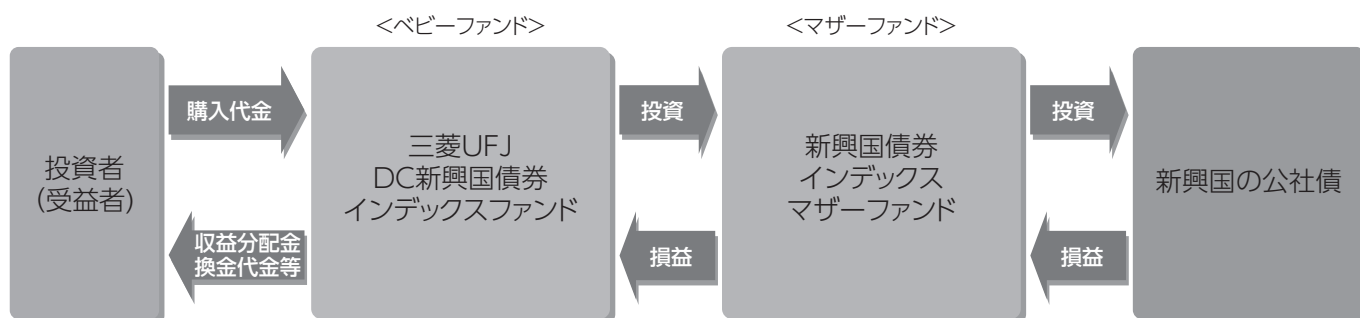 <ベビーファンド>
<マザーファンド>
投資者
(受益者)
購入代金
収益分配金
換金代金等
三菱UFJ
DC新興国債券
インデックスファンド
投資
損益
新興国債券
インデックス
マザーファンド
投資
損益
新興国の公社債